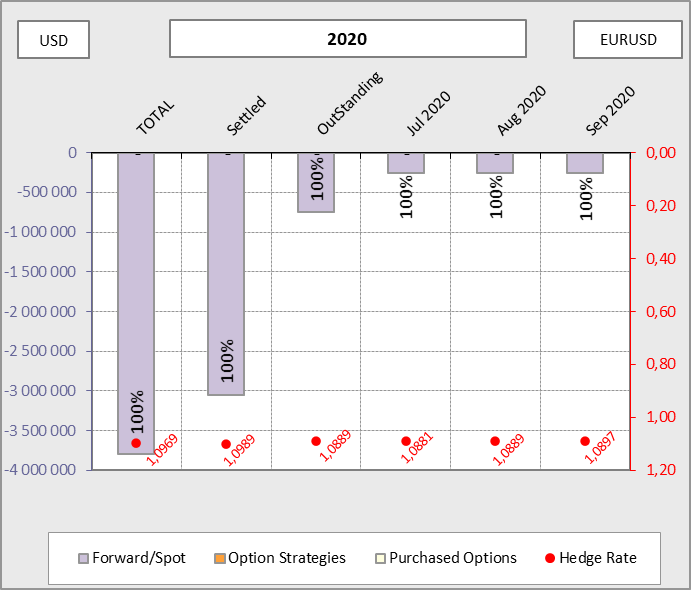 USD
2020
EURUSD
TOTAL
Settled
OutStanding
Jul 2020
Aug 2020
Sep 2020
0
-500 000
-1 000 000
-1 500 000
-2 000 000
-2 500 000
-3 000 000
-3 500 000
-4 000 000
0,00
0,20
0,40
0,60
0,80
1,00
1,20
100%
100%
100%
100%
100%
100%
1,0969
1,0989
1,0889
1,0881
1,0889
1,0897
Forward/Spot
Option Strategies
Purchased Options
Hedge Rate